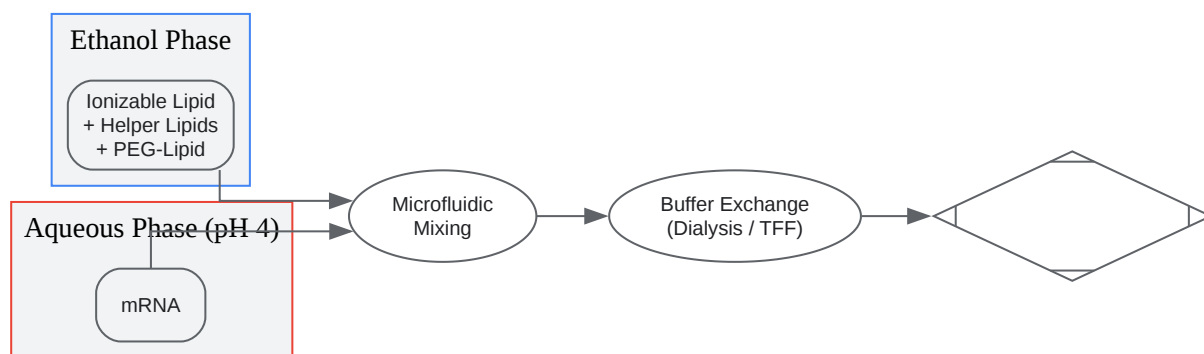 Ethanol Phase
Ionizable Lipid
+ Helper Lipids
+ PEG-Lipid
Aqueous Phase (pH 4)
mRNA
Microfluidic
Mixing
Buffer Exchange
(Dialysis / TFF)